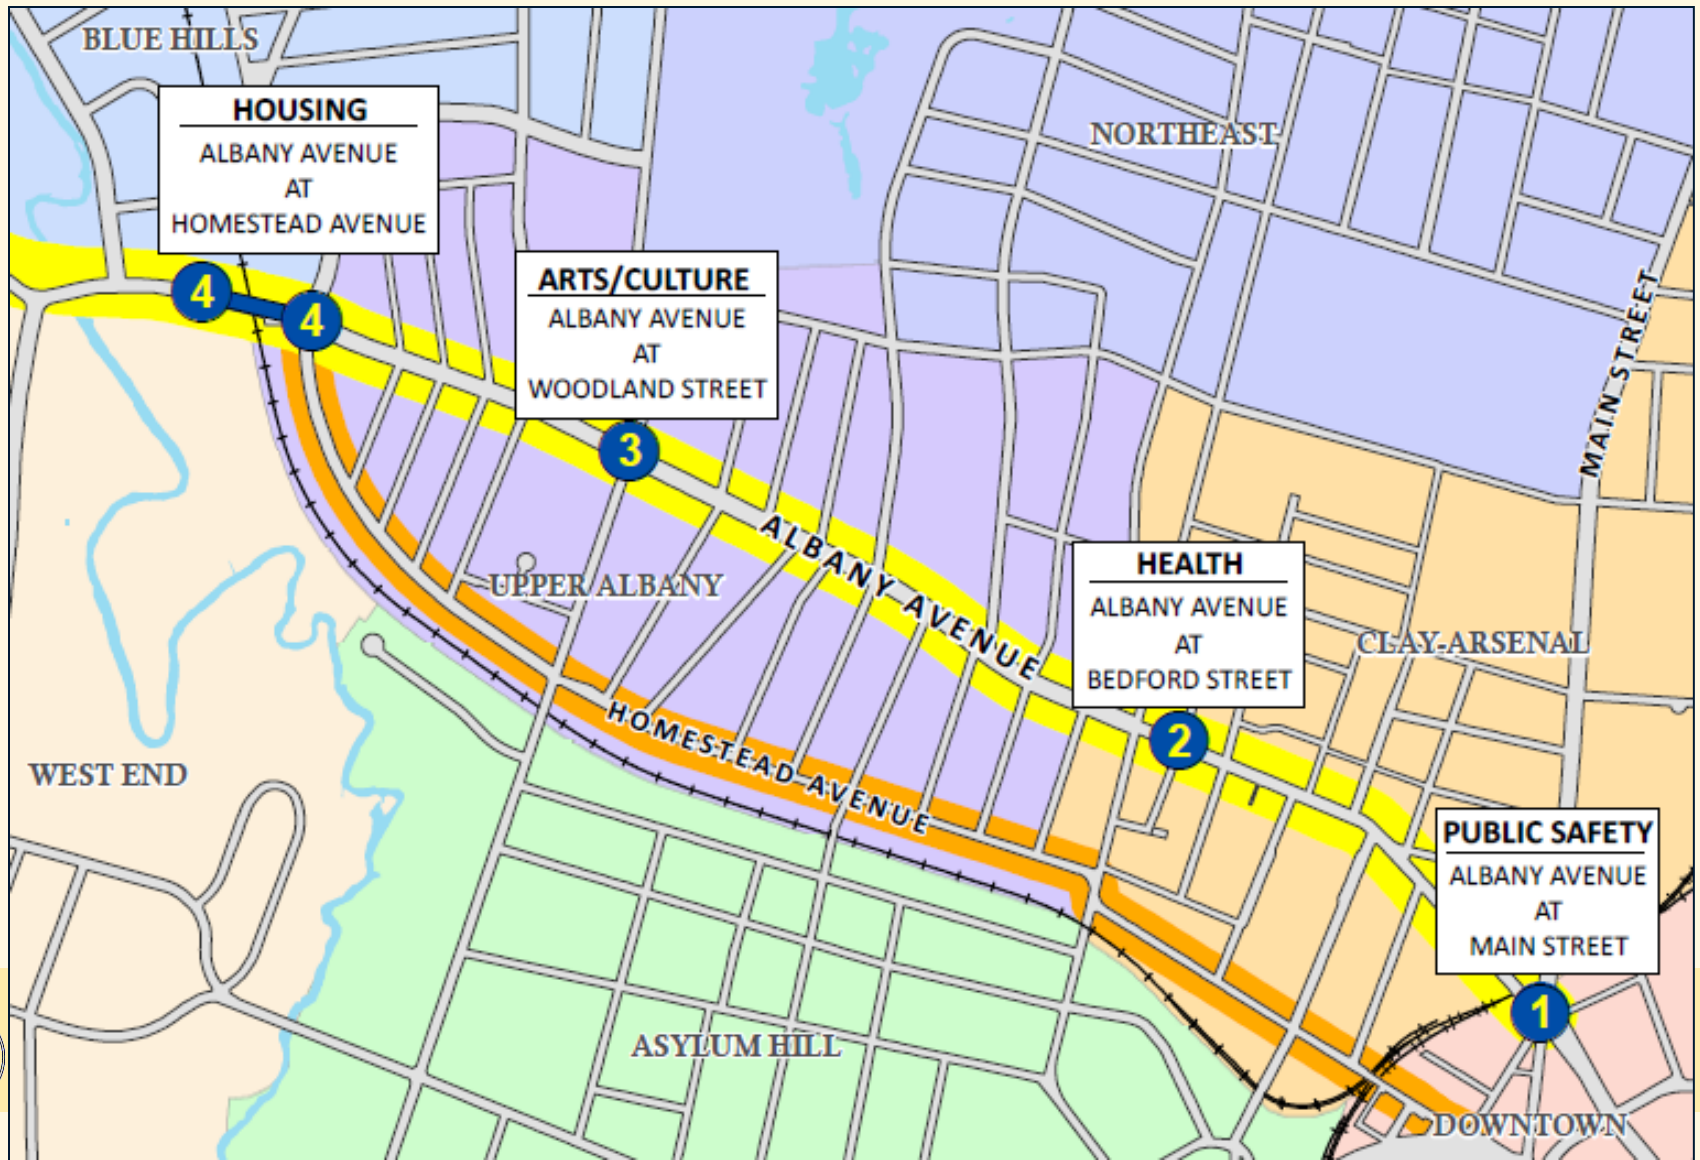 BLUE HILLS
HOUSING
ALBANY AVENUE
AT
HOMESTEAD AVENUE
NORTHEAST
ARTS/CULTURE
ALBANY AVENUE
AT
WOODLAND STREET
MAIN STREET
4
4
3
ALBANY AVENUE
UPPER ALBANY
HEALTH
ALBANY AVENUE
AT
BEDFORD STREET
CLAY-ARSENAL
2
HOMESTEAD AVENUE
WEST END
PUBLIC SAFETY
ALBANY AVENUE
AT
MAIN STREET
1
ASYLUM HILL
DOWNTOWN